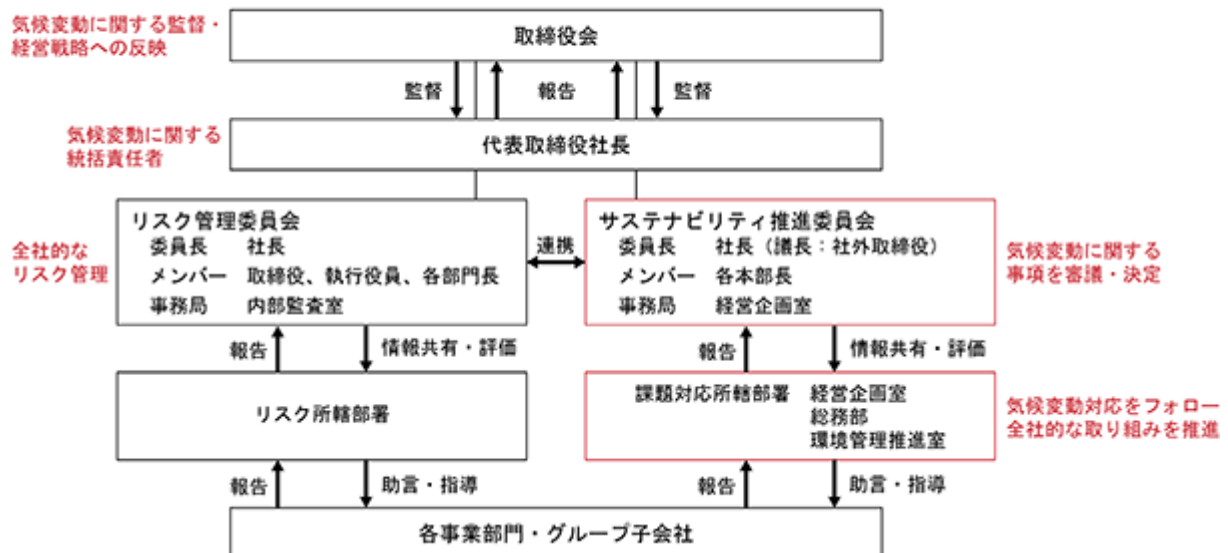 気候変動に関する監督・
経営戦略への反映
取締役会
監督
報告
監督
気候変動に関する
統括責任者
代表取締役社長
全社的な
リスク管理
リスク管理委員会
委員長 社長
メンバー 取締役、執行役員、各部門長
事務局 内部監査室
連携
サステナビリティ推進委員会
委員長 社長（議長：社外取締役）
メンバー 各本部長
事務局 経営企画室
気候変動に関する
事項を審議・決定
報告
情報共有・評価
報告
情報共有・評価
リスク所轄部署
課題対応所轄部署 経営企画室
総務部
環境管理推進室
気候変動対応をフォロー
全社的な取り組みを推進
報告
助言・指導
報告
助言・指導
各事業部門・グループ子会社